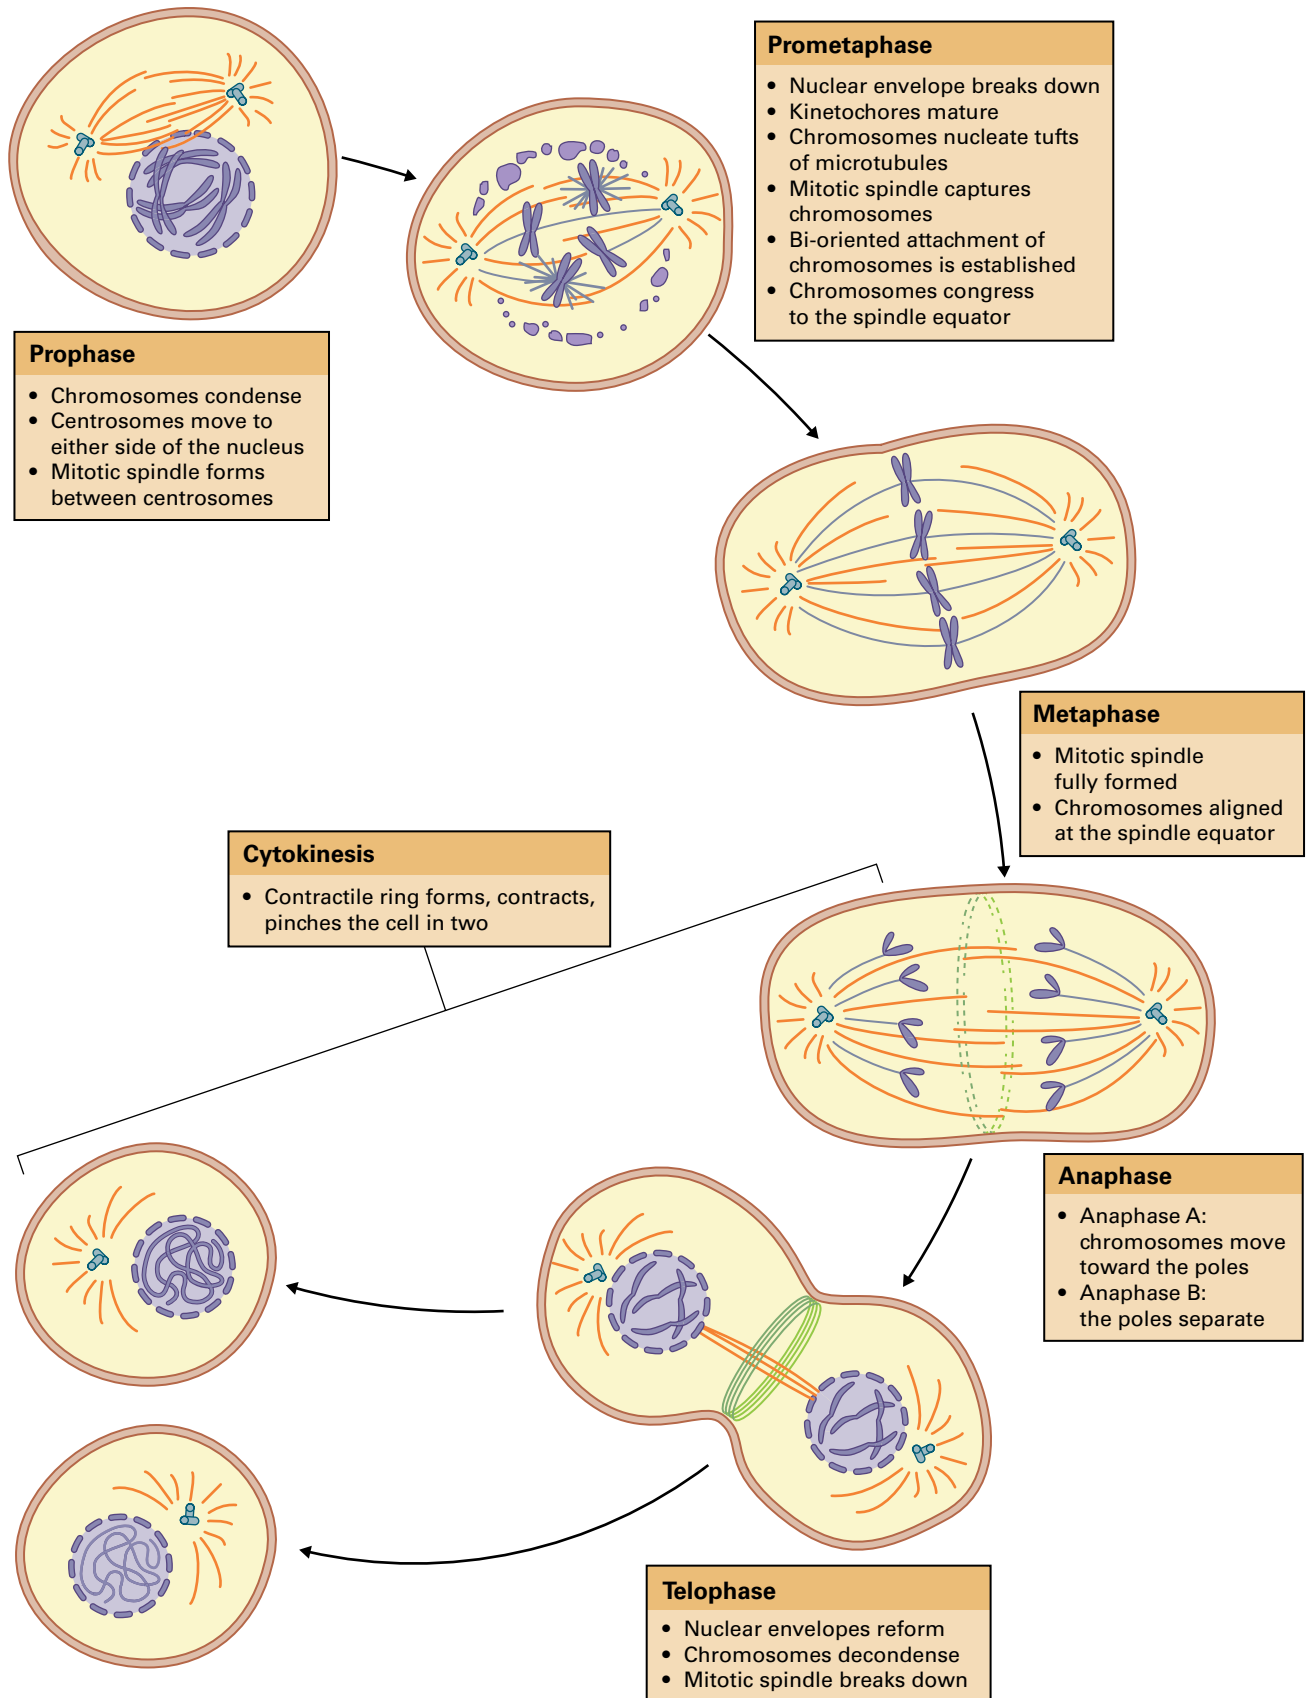 Prophase
• Chromosomes condense
• Centrosomes move to
either side of the nucleus
• Mitotic spindle forms
between centrosomes
Prometaphase
• Nuclear envelope breaks down
• Kinetochores mature
• Chromosomes nucleate tufts
of microtubules
• Mitotic spindle captures
chromosomes
• Bi-oriented attachment of
chromosomes is established
• Chromosomes congress
to the spindle equator
Metaphase
• Mitotic spindle
fully formed
• Chromosomes aligned
at the spindle equator
Anaphase
• Anaphase A:
chromosomes move
toward the poles
• Anaphase B:
the poles separate
Cytokinesis
• Contractile ring forms, contracts,
pinches the cell in two
Telophase
• Nuclear envelopes reform
• Chromosomes decondense
• Mitotic spindle breaks down